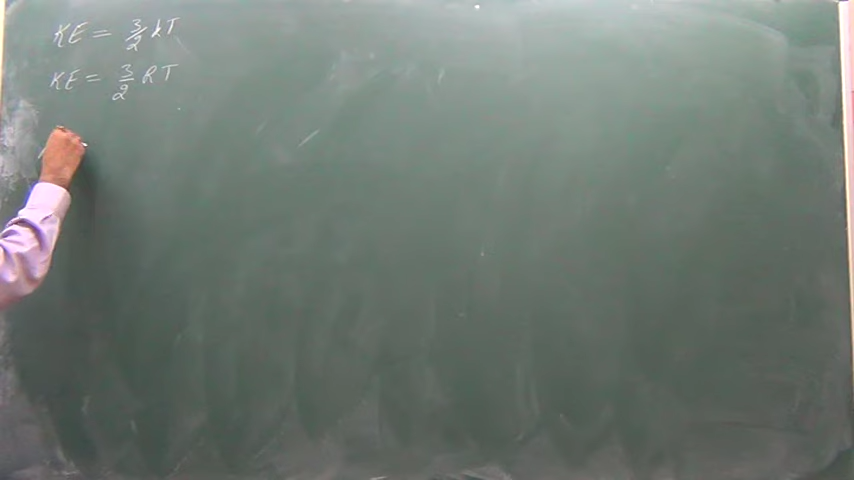 KE = 3/2 kT
KE = 3/2 RT